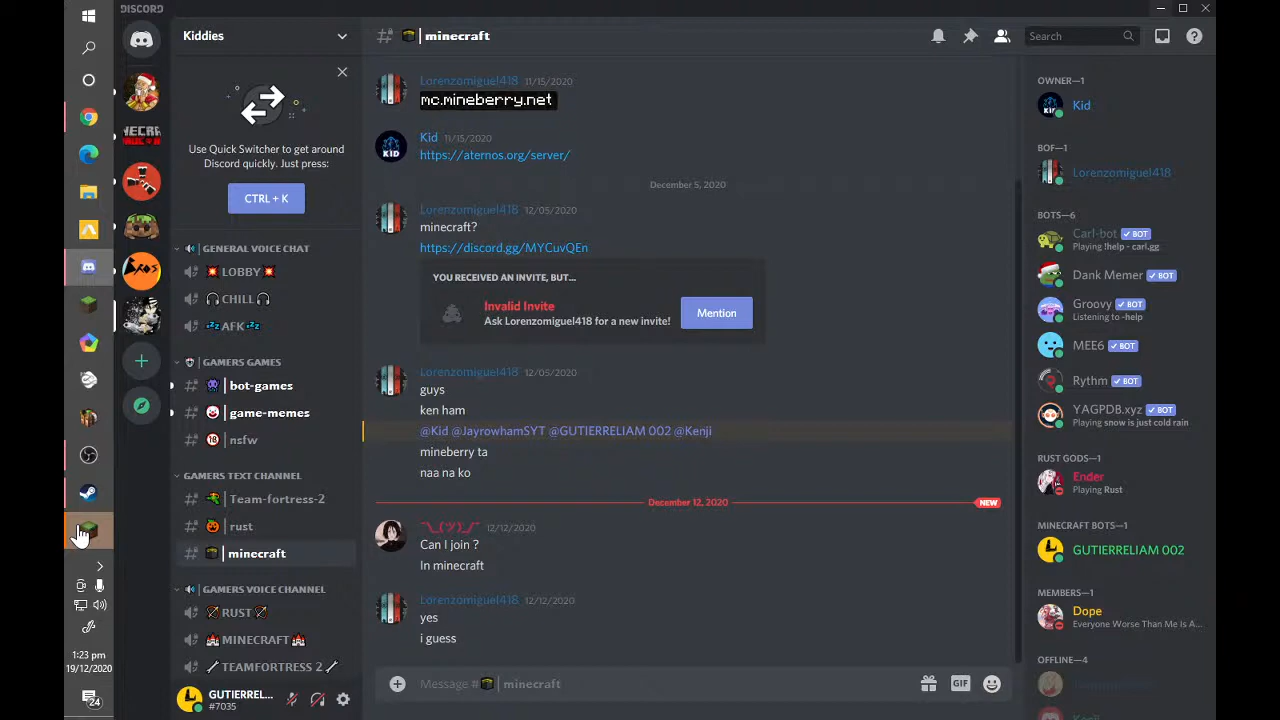 DISCORD
Kiddies
minecraft
Search
Use Quick Switcher to get around
Discord quickly. Just press:
CTRL + K
GENERAL VOICE CHAT
LOBBY
CHILL
AFK
GAMERS GAMES
bot-games
game-memes
nsfw
GAMERS TEXT CHANNEL
Team-fortress-2
rust
minecraft
GAMERS VOICE CHANNEL
RUST
MINECRAFT
TEAMFORTRESS 2
GUTIERREL...
#7035
1:23 pm
19/12/2020
24
Lorenzomiguel418 11/15/2020
mc.mineberry.net
Kid 11/15/2020
https://aternos.org/server/
December 5, 2020
Lorenzomiguel418 12/05/2020
minecraft?
https://discord.gg/MYCuvQEn
YOU RECEIVED AN INVITE, BUT...
Invalid Invite
Ask Lorenzomiguel418 for a new invite!
Mention
Lorenzomiguel418 12/05/2020
guys
ken ham
@Kid @JayrowhamSYT @GUTIERRELIAM 002 @Kenji
mineberry ta
naa na ko
December 12, 2020
NEW
¯\_(ツ)_/¯ 12/12/2020
Can I join ?
In minecraft
Lorenzomiguel418 12/12/2020
yes
i guess
Message # | minecraft
GIF
OWNER—1
Kid
BOF—1
Lorenzomiguel418
BOTS—6
Carl-bot BOT
Playing !help - carl.gg
Dank Memer BOT
Groovy BOT
Listening to -help
MEE6 BOT
Rythm BOT
YAGPDB.xyz BOT
Playing snow is just cold rain
RUST GODS—1
Ender
Playing Rust
MINECRAFT BOTS—1
GUTIERRELIAM 002
MEMBERS—1
Dope
Everyone Worse Than Me Is A...
OFFLINE—4
Kenji